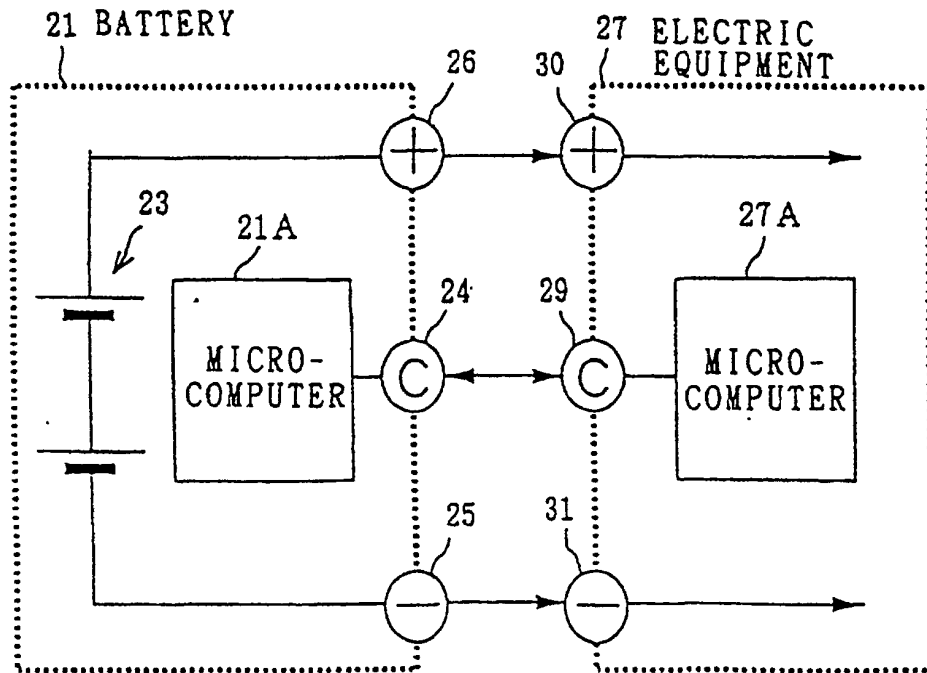 21 BATTERY
27 ELECTRIC
EQUIPMENT
26
30
+
+
23
21A
27A
24
29
MICRO-
COMPUTER
C
C
MICRO-
COMPUTER
25
31
−
−